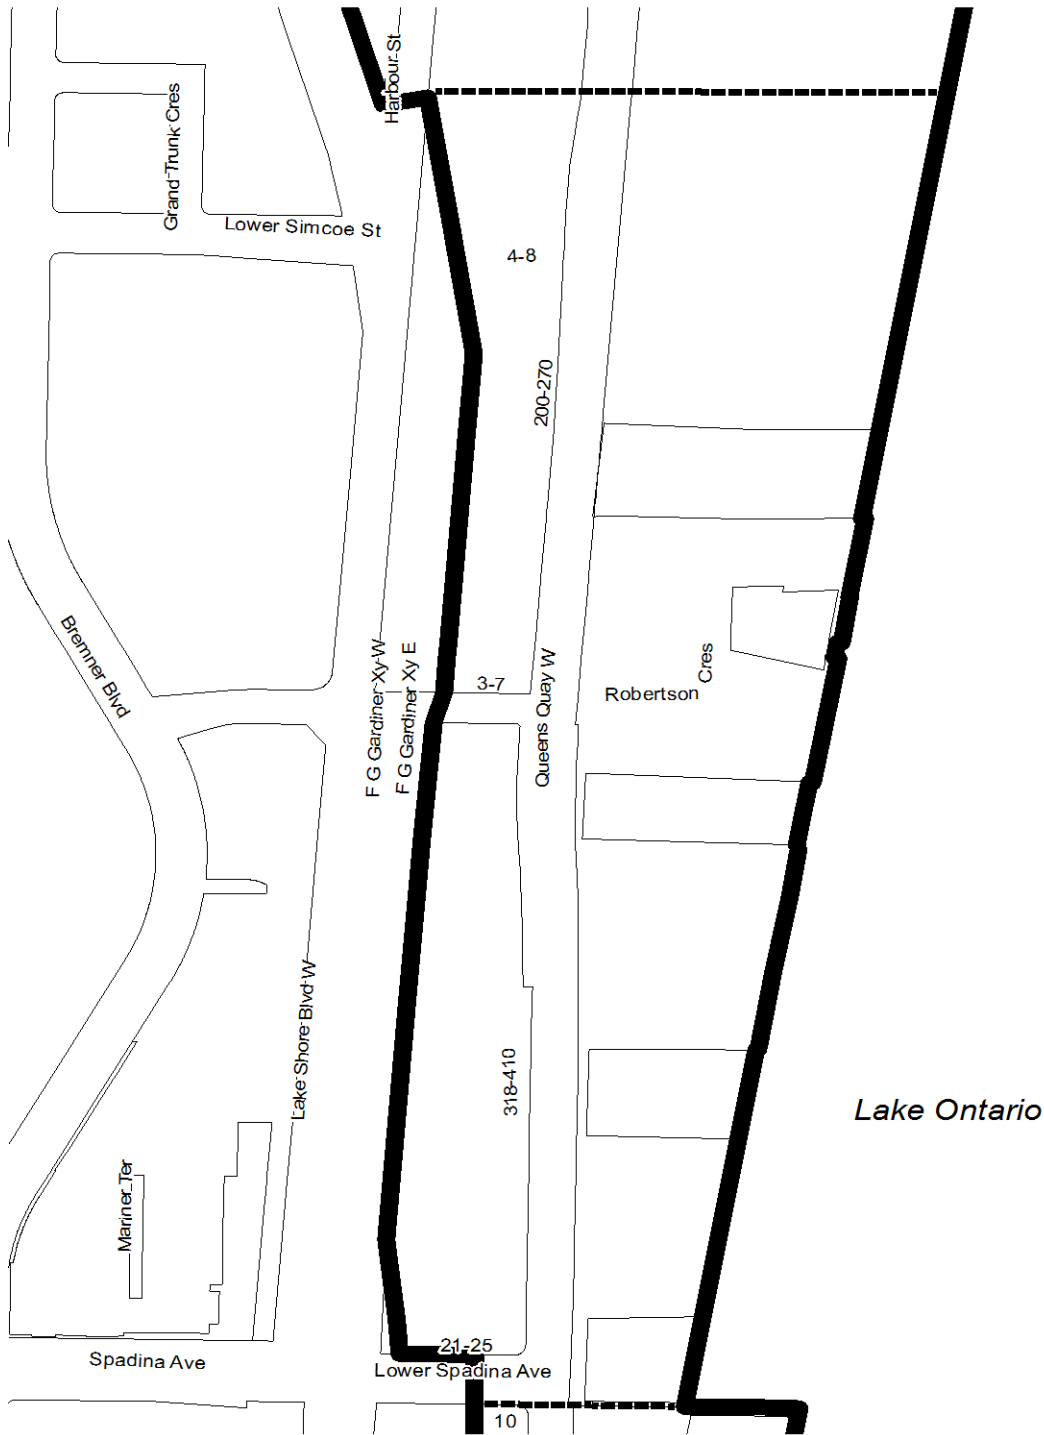 Harbour St
Grand Trunk Cres
Lower Simcoe St
4-8
200-270
Bremner Blvd
F G Gardiner Xy W
F G Gardiner Xy E
3-7
Queens Quay W
Robertson
Cres
Lake Shore Blvd W
318-410
Lake Ontario
Mariner Ter
Spadina Ave
21-25
Lower Spadina Ave
10